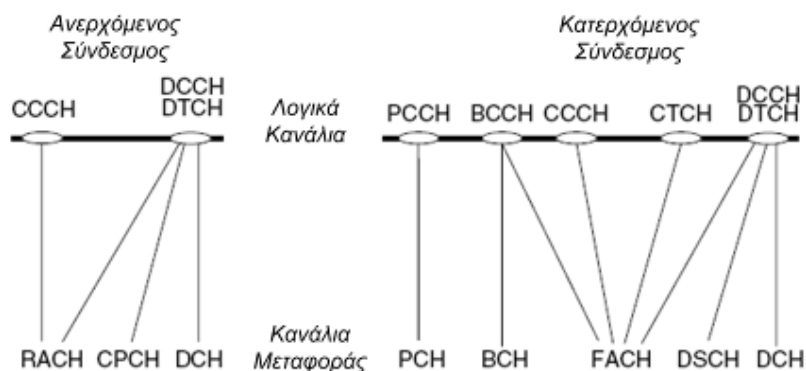 Ανερχόμενος
Σύνδεσμος
Κατερχόμενος
Σύνδεσμος
CCCH
DCCH
DTCH
Λογικά
Κανάλια
PCCH BCCH CCCH CTCH
DCCH
DTCH
Κανάλια
Μεταφοράς
RACH CPCH DCH
PCH BCH FACH DSCH DCH